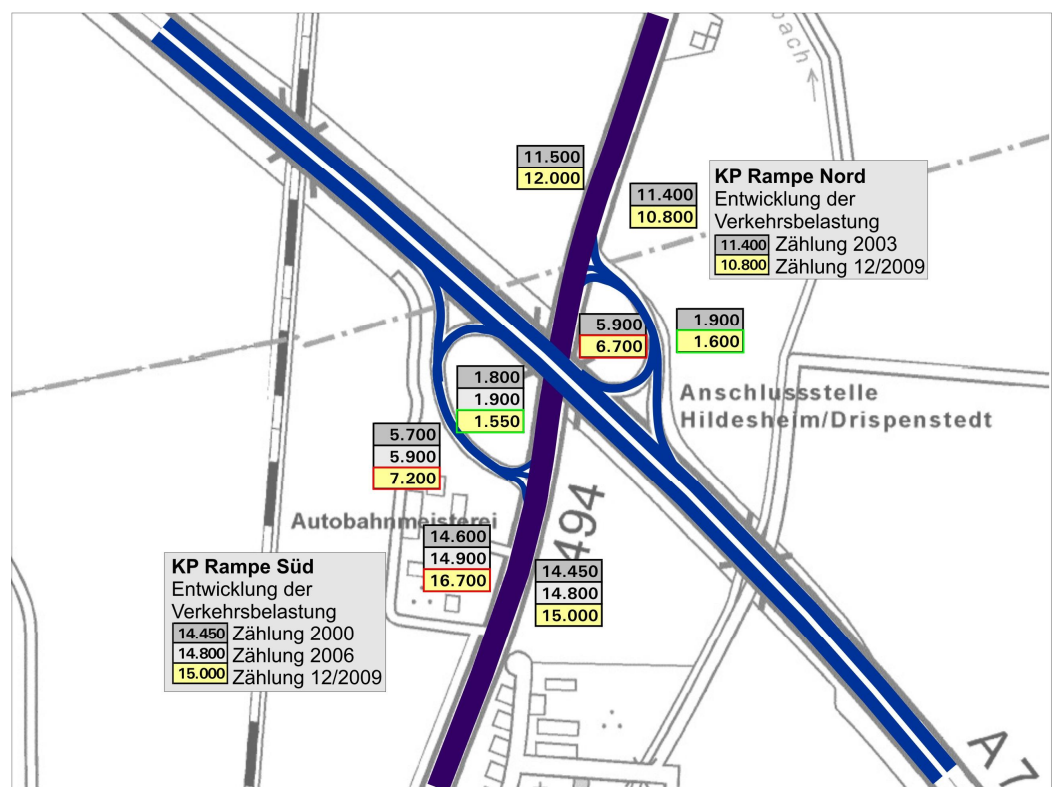 bach
11.500
12.000
11.400
10.800
KP Rampe Nord
Entwicklung der
Verkehrsbelastung
11.400 Zählung 2003
10.800 Zählung 12/2009
5.900
6.700
1.900
1.600
1.800
1.900
1.550
Anschlussstelle
Hildesheim/Drispenstedt
5.700
5.900
7.200
Autobahnmeisterei
494
14.600
14.900
16.700
14.450
14.800
15.000
KP Rampe Süd
Entwicklung der
Verkehrsbelastung
14.450 Zählung 2000
14.800 Zählung 2006
15.000 Zählung 12/2009
A 7